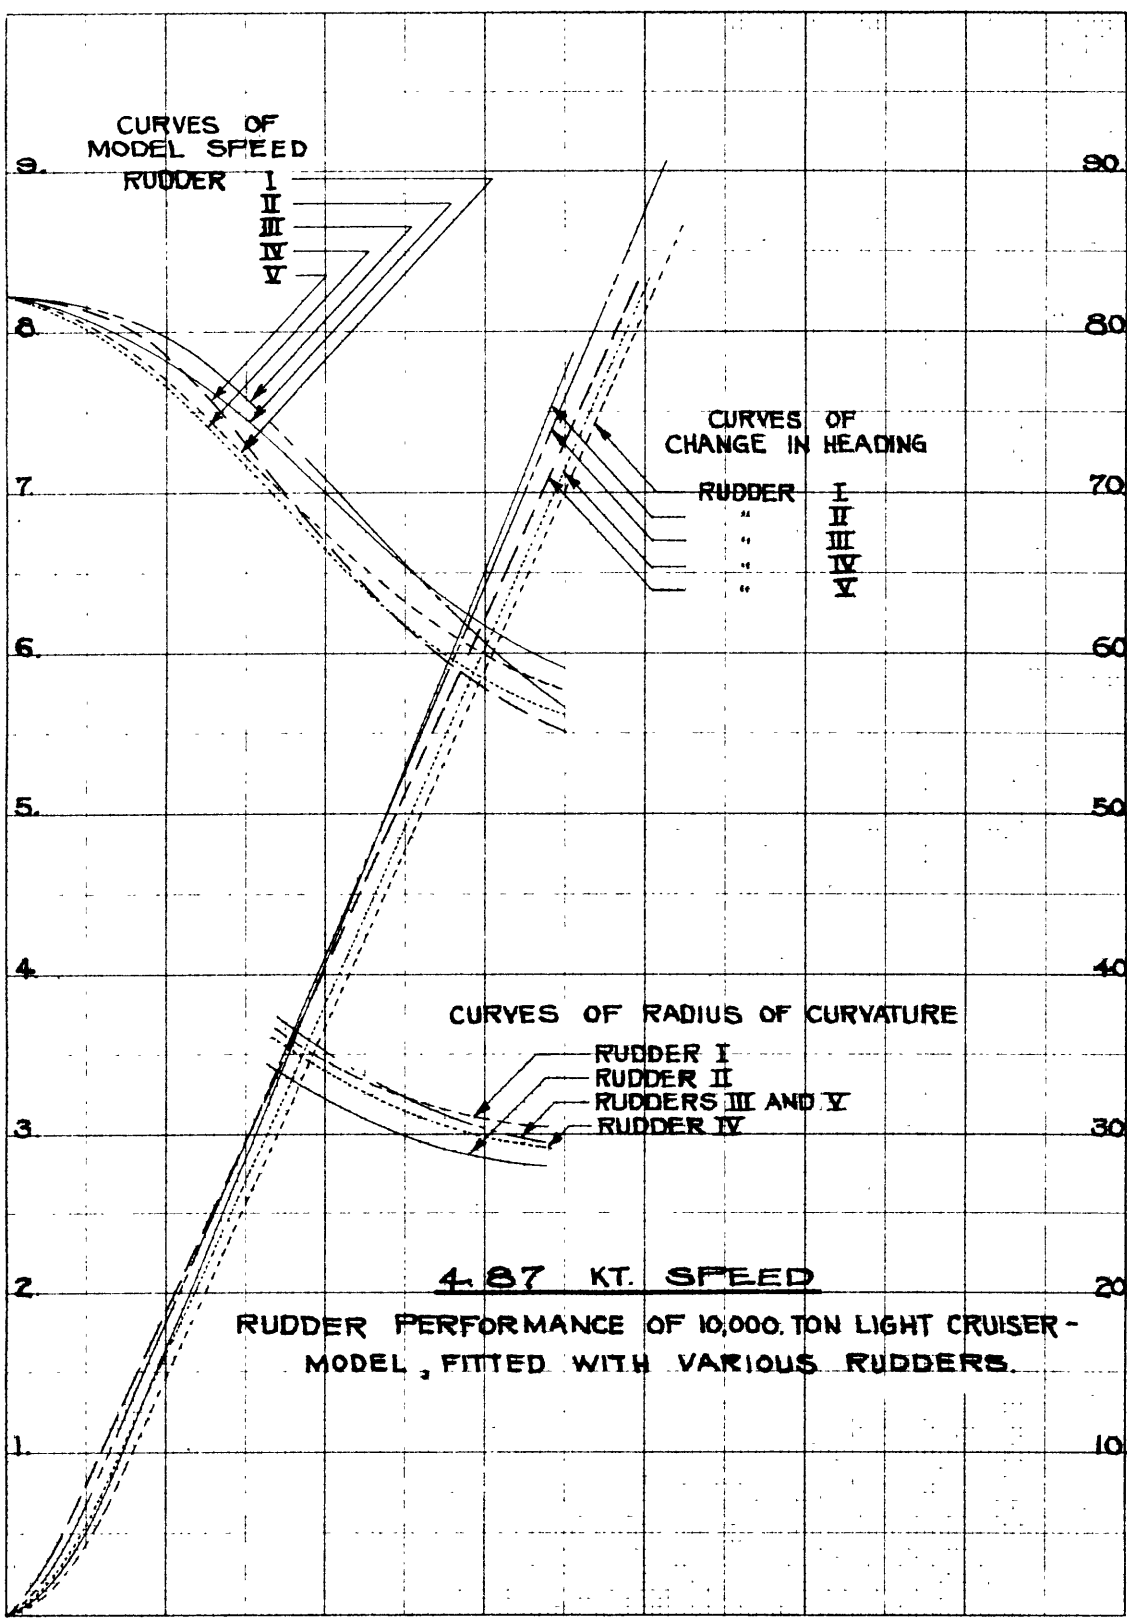 CURVES OF
MODEL SPEED
RUDDER I
II
III
IV
V
9.
8.
7.
6.
5.
4.
3.
2.
1.
90.
80
70
60
50
40
30
20
10
CURVES OF
CHANGE IN HEADING
RUDDER I
" II
" III
" IV
" V
CURVES OF RADIUS OF CURVATURE
RUDDER I
RUDDER II
RUDDERS III AND V
RUDDER IV
4.87 KT. SPEED
RUDDER PERFORMANCE OF 10,000. TON LIGHT CRUISER-
MODEL, FITTED WITH VARIOUS RUDDERS.